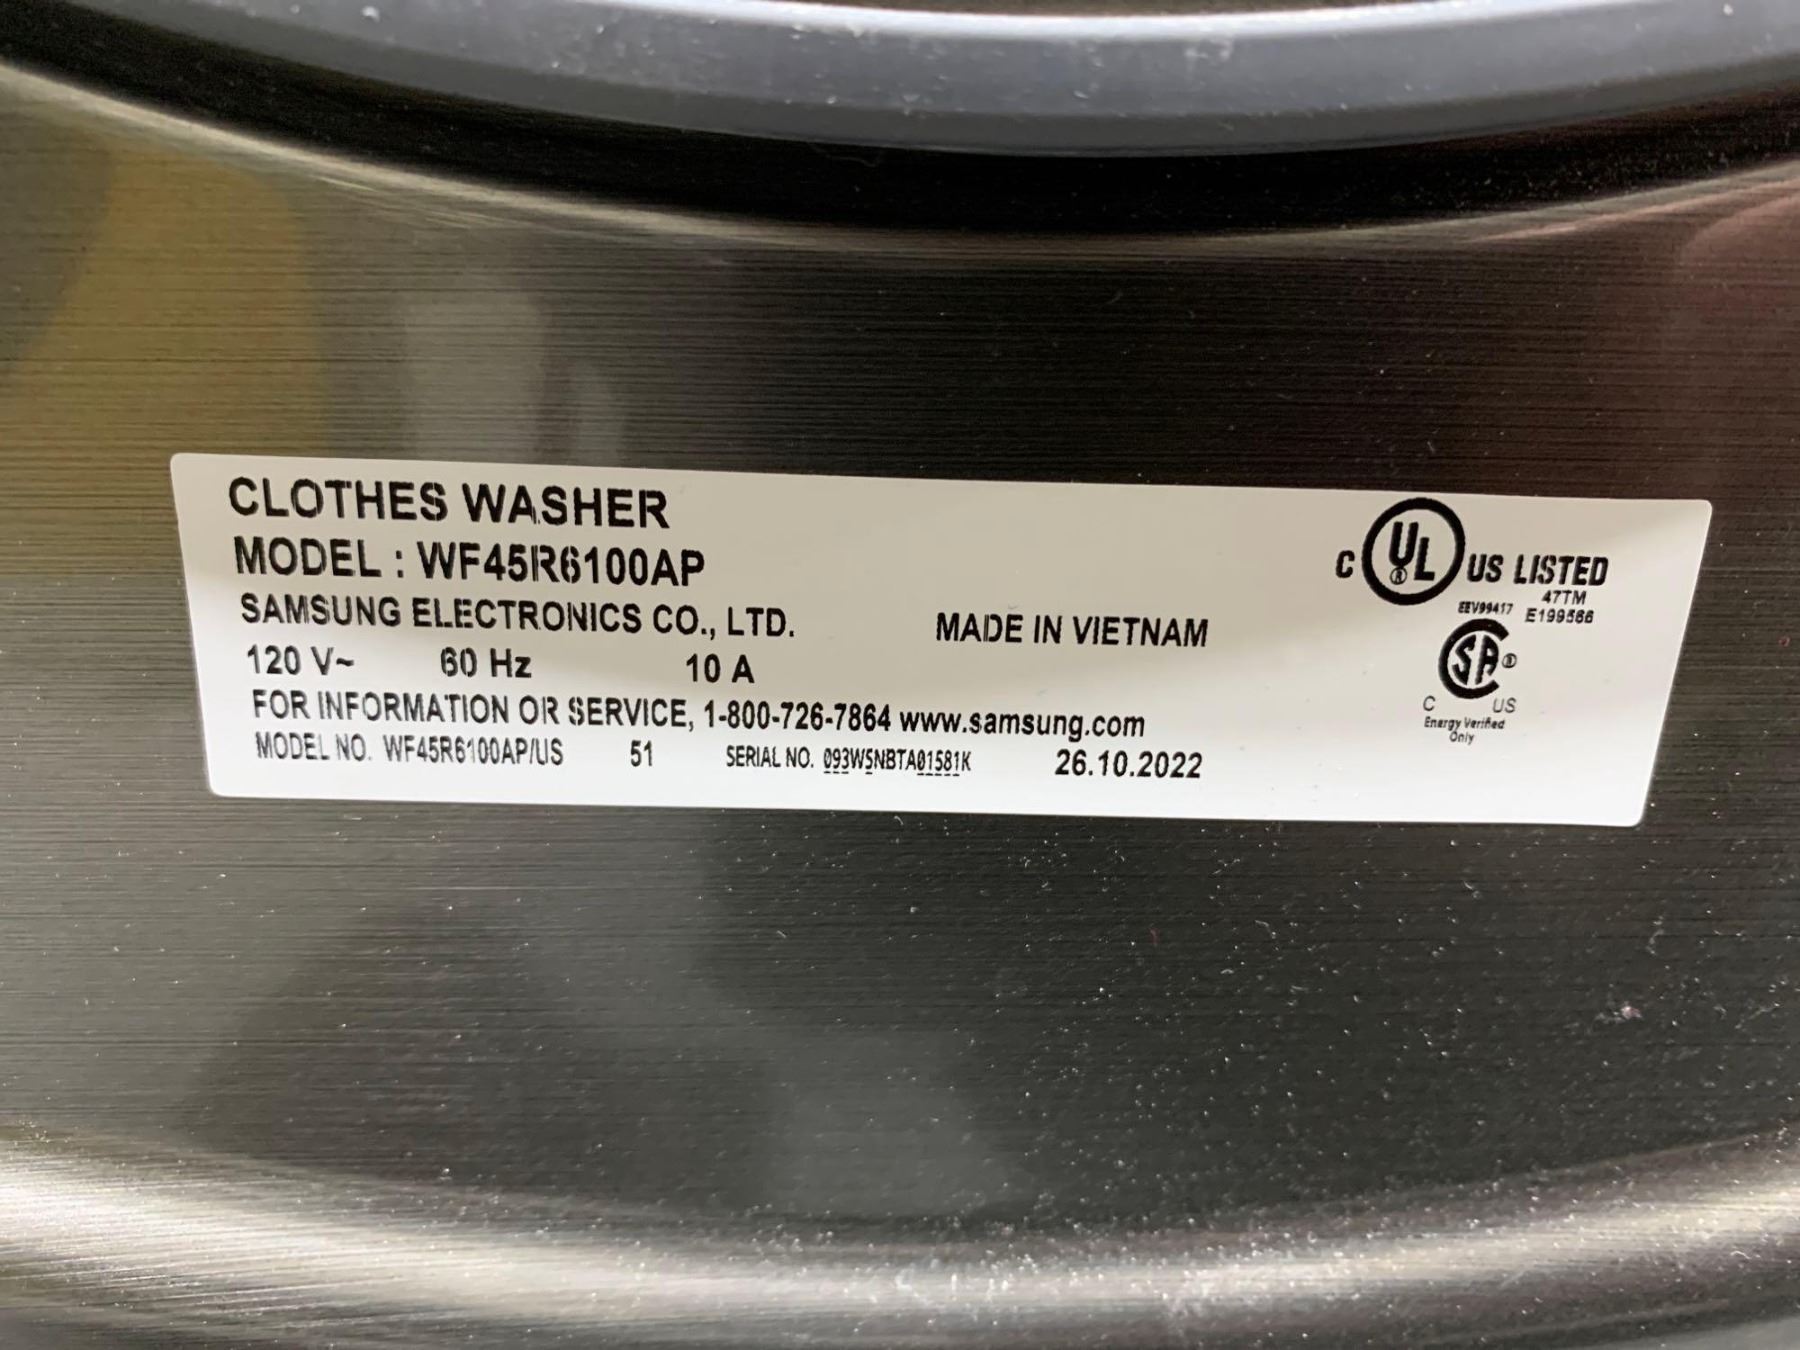 CLOTHES WASHER
MODEL : WF45R6100AP
SAMSUNG ELECTRONICS CO., LTD.
MADE IN VIETNAM
120 V~ 60 Hz 10 A
FOR INFORMATION OR SERVICE, 1-800-726-7864 www.samsung.com
MODEL NO. WF45R6100AP/US 51 SERIAL NO. 093W5NBTA01581K 26.10.2022
C UL ® US LISTED
47TM
EEV99417 E199566
SA ®
C US
Energy Verified
Only